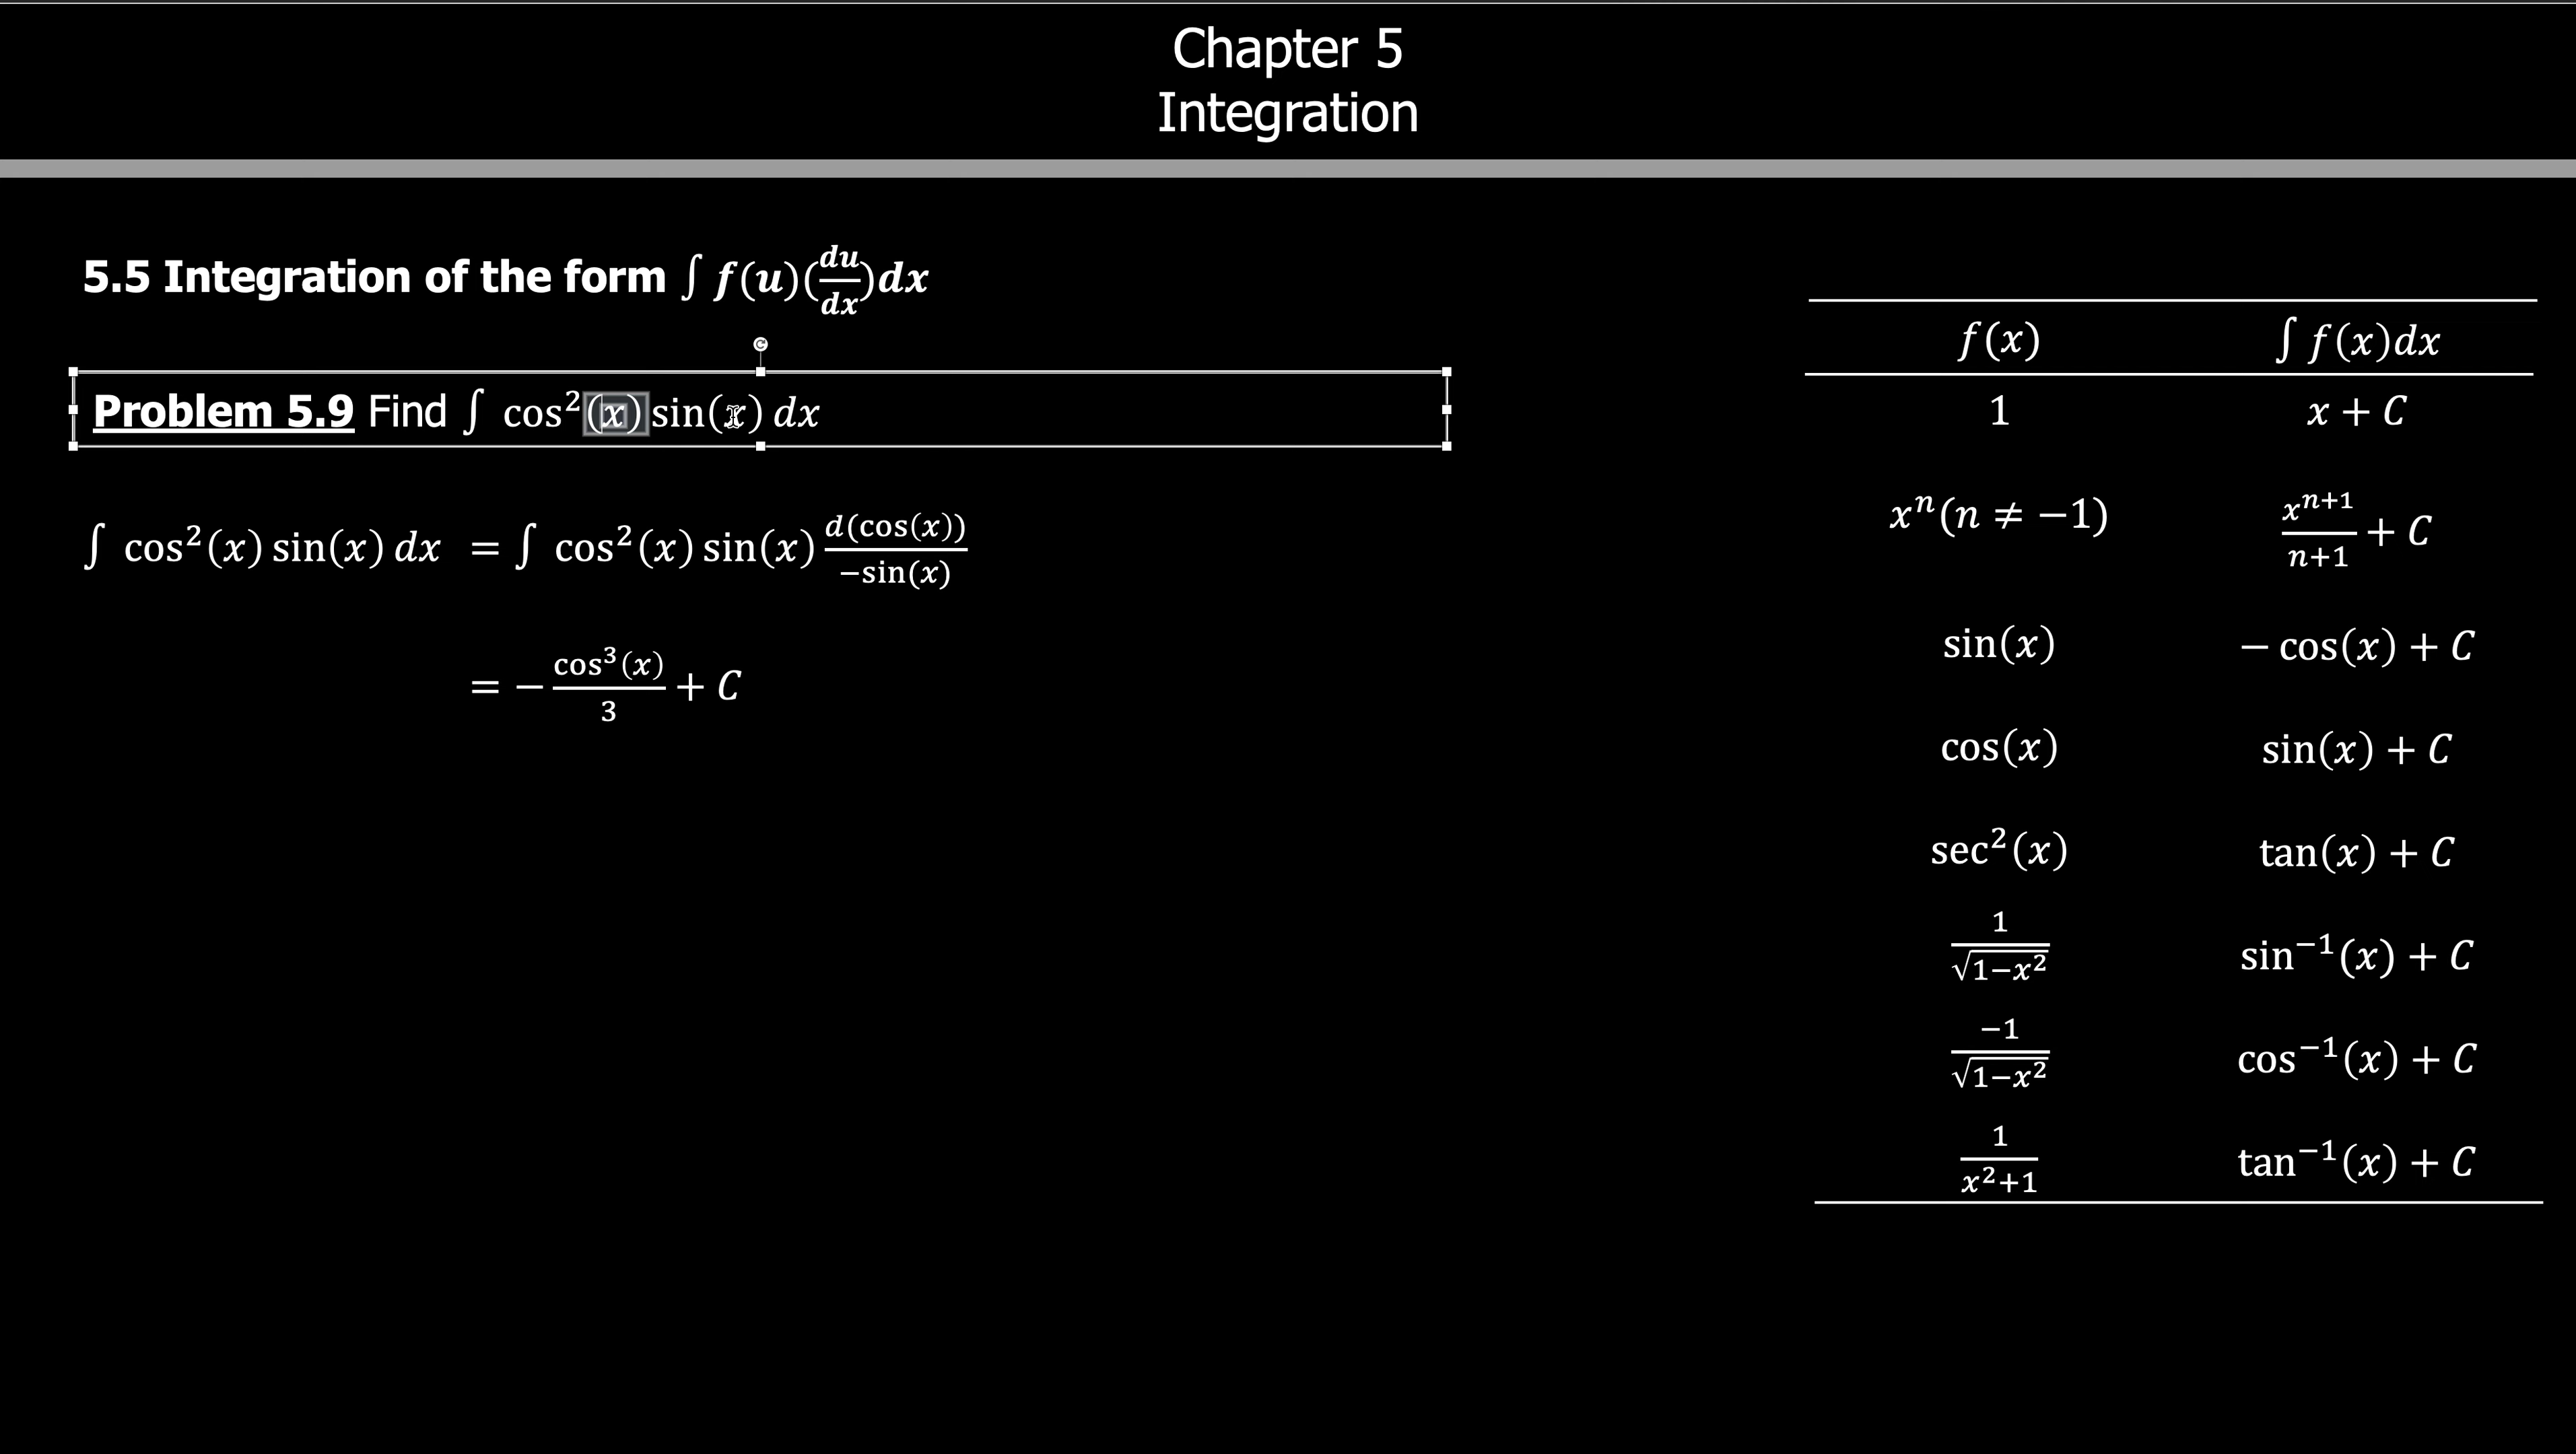 Chapter 5
Integration
5.5 Integration of the form ∫ f(u)(du/dx)dx
Problem 5.9 Find ∫ cos²(x) sin(x) dx
∫ cos²(x) sin(x) dx = ∫ cos²(x) sin(x) d(cos(x))/−sin(x)
= − cos³(x)/3 + C
f(x) ∫ f(x)dx
1 x + C
xⁿ(n ≠ −1) xⁿ⁺¹/n+1 + C
sin(x) − cos(x) + C
cos(x) sin(x) + C
sec²(x) tan(x) + C
1/√1−x² sin⁻¹(x) + C
−1/√1−x² cos⁻¹(x) + C
1/x²+1 tan⁻¹(x) + C